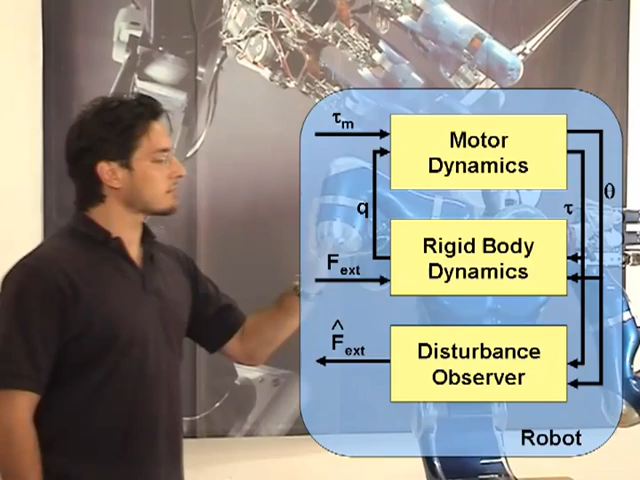 τm
Motor
Dynamics
θ
q
τ
Rigid Body
Dynamics
Fext
^
Fext
Disturbance
Observer
Robot